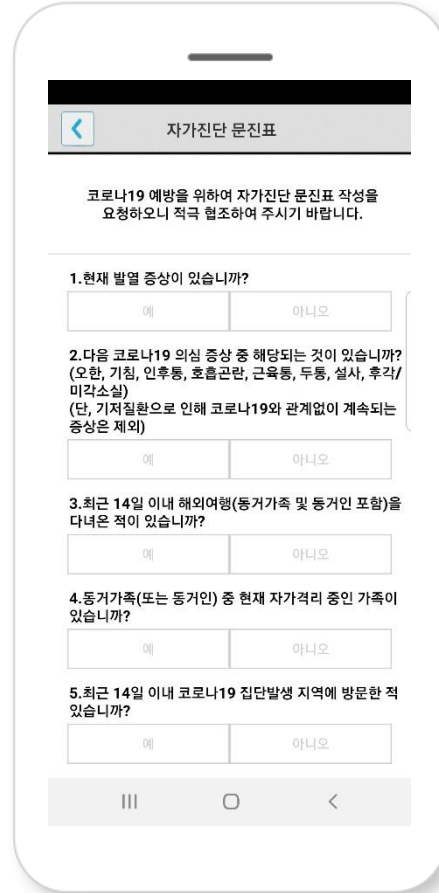 자가진단 문진표
코로나19 예방을 위하여 자가진단 문진표 작성을
요청하오니 적극 협조하여 주시기 바랍니다.
1.현재 발열 증상이 있습니까?
예 아니오
2.다음 코로나19 의심 증상 중 해당되는 것이 있습니까?
(오한, 기침, 인후통, 호흡곤란, 근육통, 두통, 설사, 후각/
미각소실)
(단, 기저질환으로 인해 코로나19와 관계없이 계속되는
증상은 제외)
예 아니오
3.최근 14일 이내 해외여행(동거가족 및 동거인 포함)을
다녀온 적이 있습니까?
예 아니오
4.동거가족(또는 동거인) 중 현재 자가격리 중인 가족이
있습니까?
예 아니오
5.최근 14일 이내 코로나19 집단발생 지역에 방문한 적
있습니까?
예 아니오